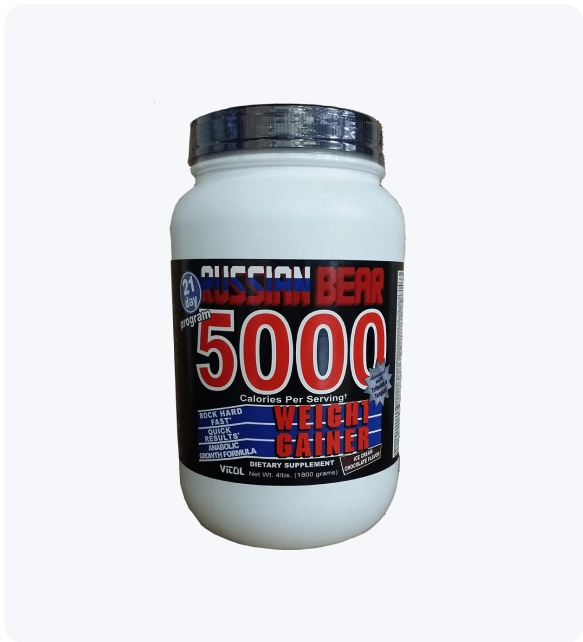 21
day
program
RUSSIAN BEAR
5000
Calories Per Serving†
ROCK HARD
FAST*
QUICK
RESULTS*
ANABOLIC
GROWTH FORMULA
WEIGHT
GAINER
DIETARY SUPPLEMENT
VITOL
Net Wt. 4lbs. (1800 grams)
ICE CREAM
CHOCOLATE FLAVOR